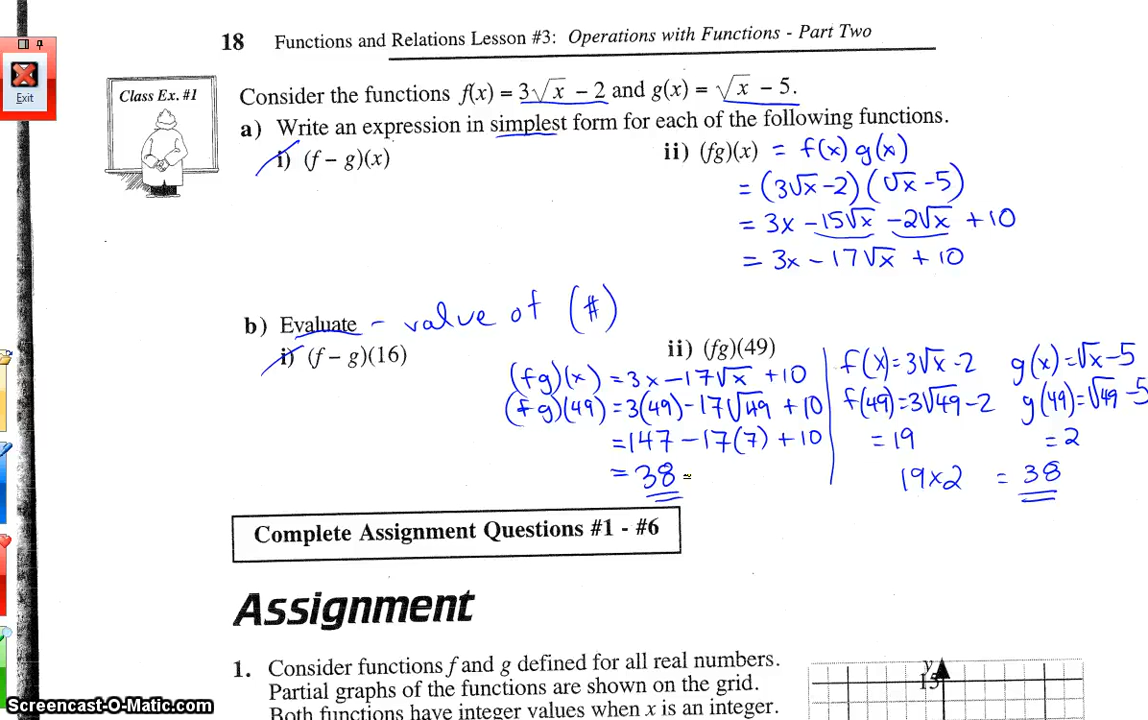 18 Functions and Relations Lesson #3: Operations with Functions - Part Two
Exit
Class Ex. #1
Consider the functions f(x) = 3√x − 2 and g(x) = √x − 5.
a) Write an expression in simplest form for each of the following functions.
i) (f − g)(x)
ii) (fg)(x) = f(x) g(x)
= (3√x − 2)(√x − 5)
= 3x − 15√x − 2√x + 10
= 3x − 17√x + 10
b) Evaluate - value of (#)
i) (f − g)(16)
ii) (fg)(49)
(fg)(x) = 3x − 17√x + 10
(fg)(49) = 3(49) − 17√49 + 10
= 147 − 17(7) + 10
= 38
f(x) = 3√x − 2
f(49) = 3√49 − 2
= 19
g(x) = √x − 5
g(49) = √49 − 5
= 2
19 x 2 = 38
Complete Assignment Questions #1 - #6
Assignment
1. Consider functions f and g defined for all real numbers.
Partial graphs of the functions are shown on the grid.
Both functions have integer values when x is an integer.
y
15
Screencast-O-Matic.com